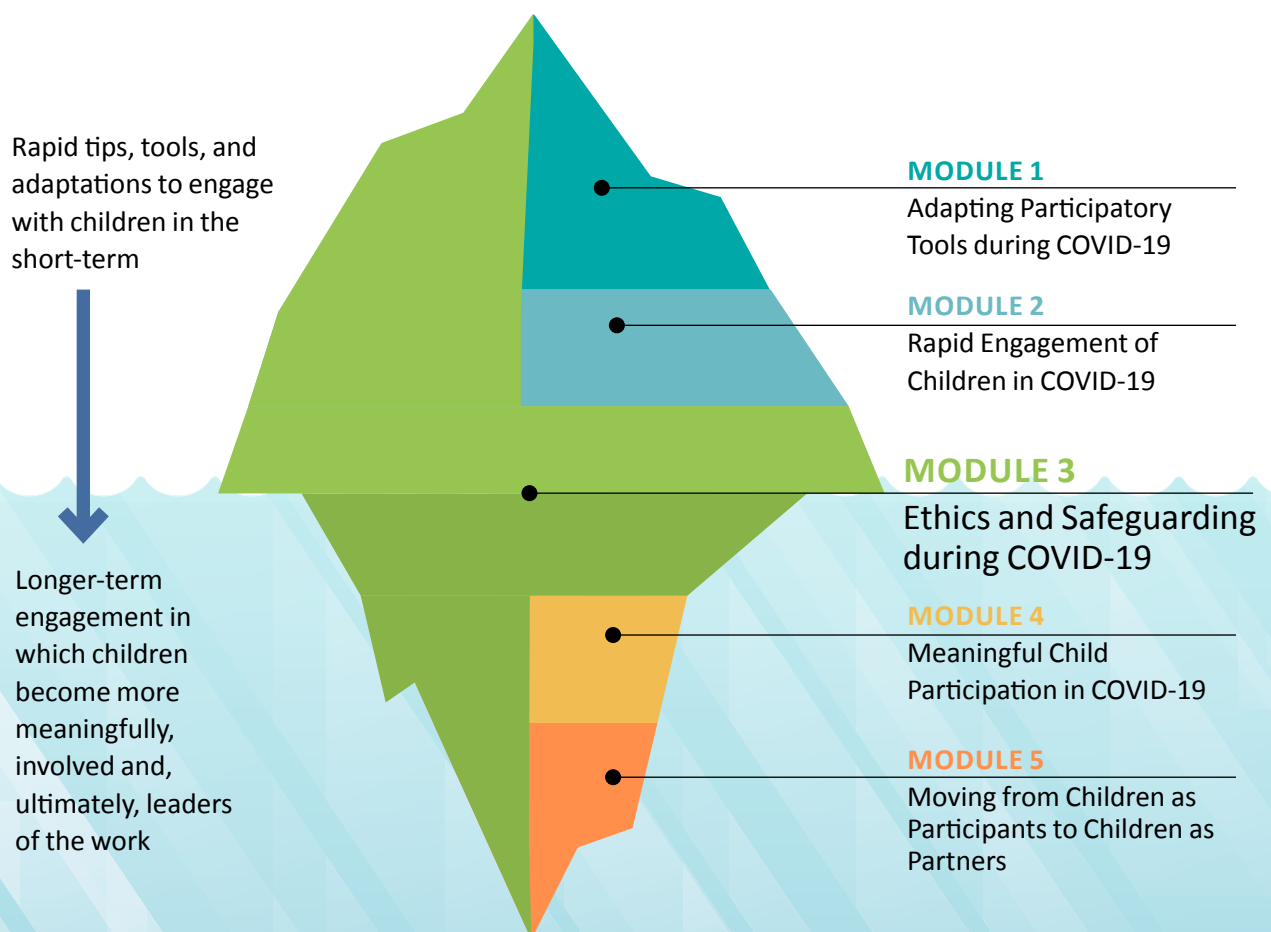 Rapid tips, tools, and
adaptations to engage
with children in the
short-term
Longer-term
engagement in
which children
become more
meaningfully,
involved and,
ultimately, leaders
of the work
MODULE 1
Adapting Participatory
Tools during COVID-19
MODULE 2
Rapid Engagement of
Children in COVID-19
MODULE 3
Ethics and Safeguarding
during COVID-19
MODULE 4
Meaningful Child
Participation in COVID-19
MODULE 5
Moving from Children as
Participants to Children as
Partners